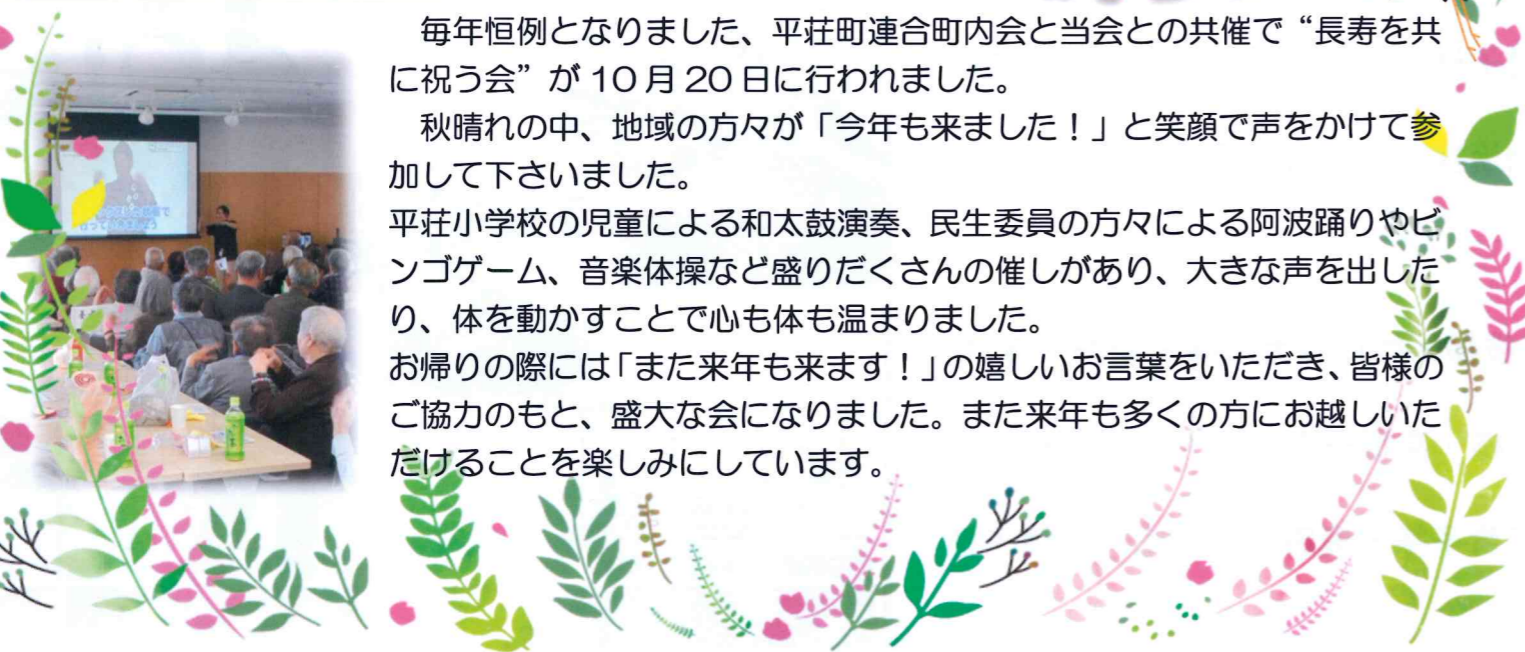 毎年恒例となりました、平荘町連合町内会と当会との共催で“長寿を共
に祝う会”が 10 月 20 日に行われました。
秋晴れの中、地域の方々が「今年も来ました！」と笑顔で声をかけて参
加して下さいました。
平荘小学校の児童による和太鼓演奏、民生委員の方々による阿波踊りやビ
ンゴゲーム、音楽体操など盛りだくさんの催しがあり、大きな声を出した
り、体を動かすことで心も体も温まりました。
お帰りの際には「また来年も来ます！」の嬉しいお言葉をいただき、皆様の
ご協力のもと、盛大な会になりました。また来年も多くの方にお越しいた
だけることを楽しみにしています。